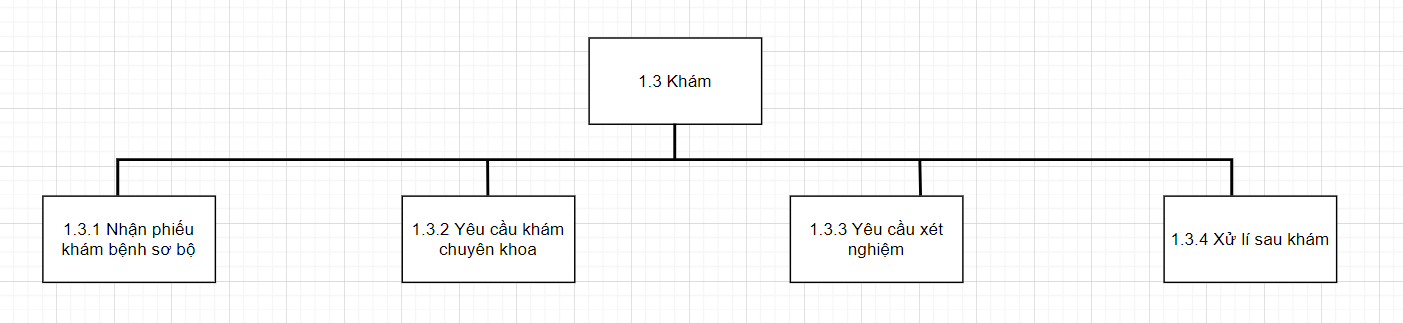 1.3 Khám
1.3.1 Nhận phiếu
khám bệnh sơ bộ
1.3.2 Yêu cầu khám
chuyên khoa
1.3.3 Yêu cầu xét
nghiệm
1.3.4 Xử lí sau khám